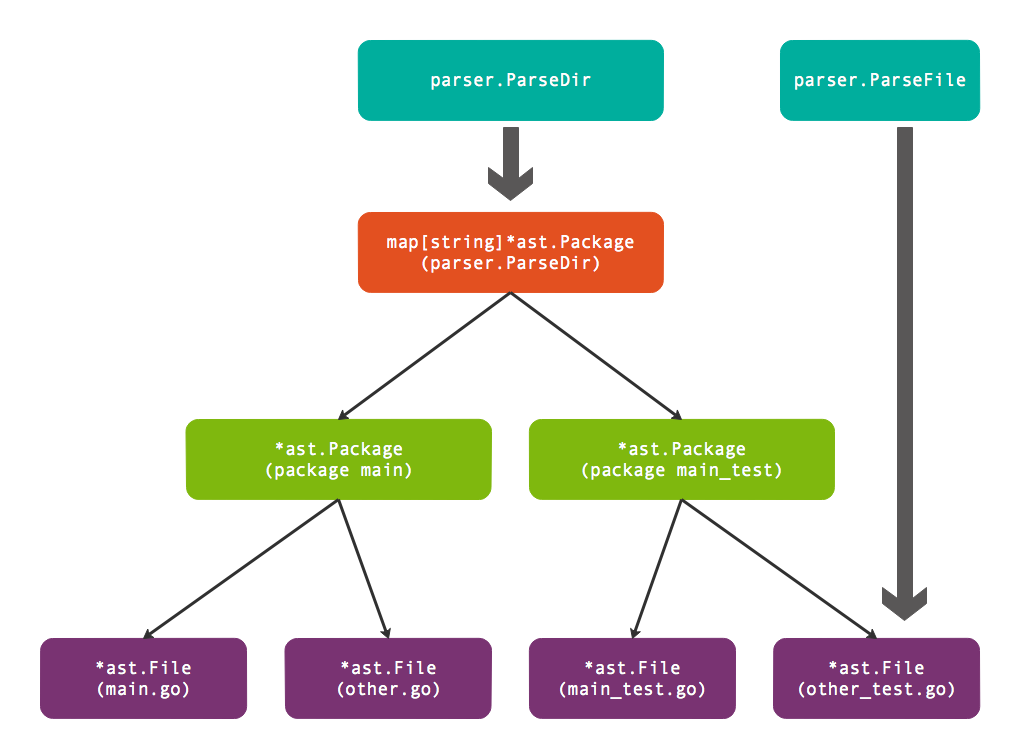 parser.ParseDir
parser.ParseFile
map[string]*ast.Package
(parser.ParseDir)
*ast.Package
(package main)
*ast.Package
(package main_test)
*ast.File
(main.go)
*ast.File
(other.go)
*ast.File
(main_test.go)
*ast.File
(other_test.go)